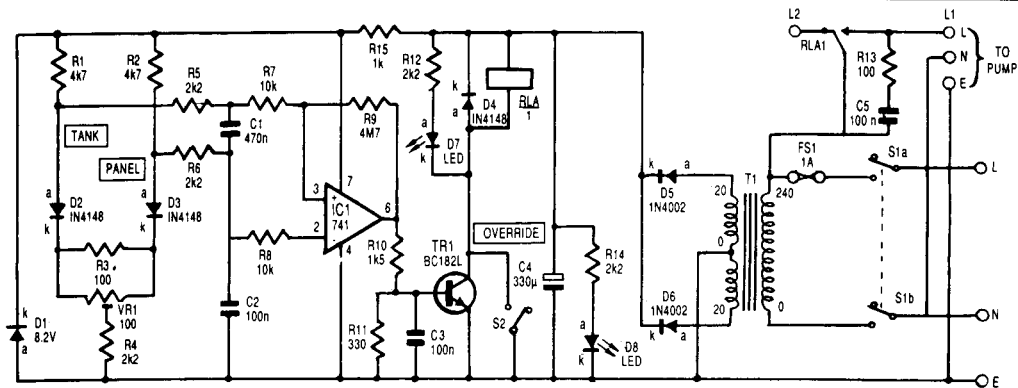 L2
L1
RLA1
L
N
E
TO
PUMP
R1
4k7
R2
4k7
R5
2k2
R7
10k
R15
1k
R12
2k2
R13
100
C5
100n
TANK
PANEL
C1
470n
R9
4M7
D4
IN4148
RLA
1
D7
LED
a
k
k
a
R6
2k2
a
D2
IN4148
k
a
D3
IN4148
k
3
+
IC1
741
-
2
7
6
4
R8
10k
R10
1k5
TR1
BC182L
OVERRIDE
C4
330µ
R14
2k2
k
a
D5
1N4002
20
T1
240
0
FS1
1A
S1a
L
R3
100
VR1
100
R4
2k2
C2
100n
R11
330
C3
100n
S2
D6
1N4002
k
a
20
0
S1b
N
k
D1
8.2V
a
a
D8
LED
k
E